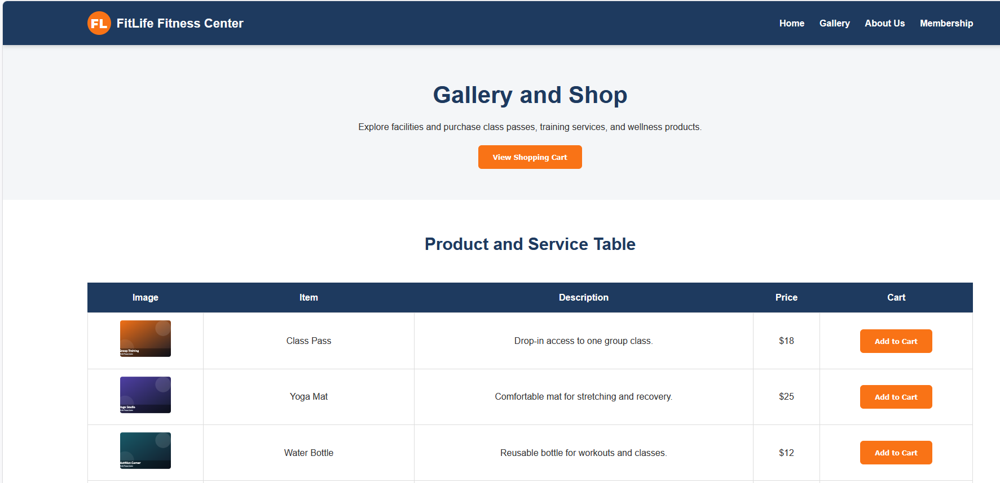 FL FitLife Fitness Center
Home Gallery About Us Membership
Gallery and Shop
Explore facilities and purchase class passes, training services, and wellness products.
View Shopping Cart
Product and Service Table
Image Item Description Price Cart
Group Training
Class Pass Drop-in access to one group class. $18 Add to Cart
Yoga Studio
Yoga Mat Comfortable mat for stretching and recovery. $25 Add to Cart
Nutrition Corner
Water Bottle Reusable bottle for workouts and classes. $12 Add to Cart